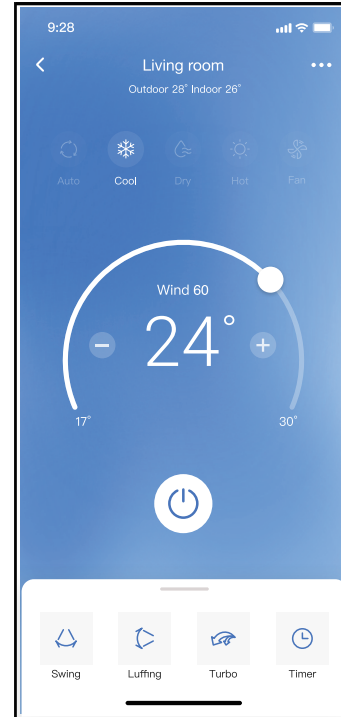 9:28
Living room
Outdoor 28° Indoor 26°
Auto Cool Dry Hot Fan
Wind 60
24°
17° 30°
Swing Luffing Turbo Timer